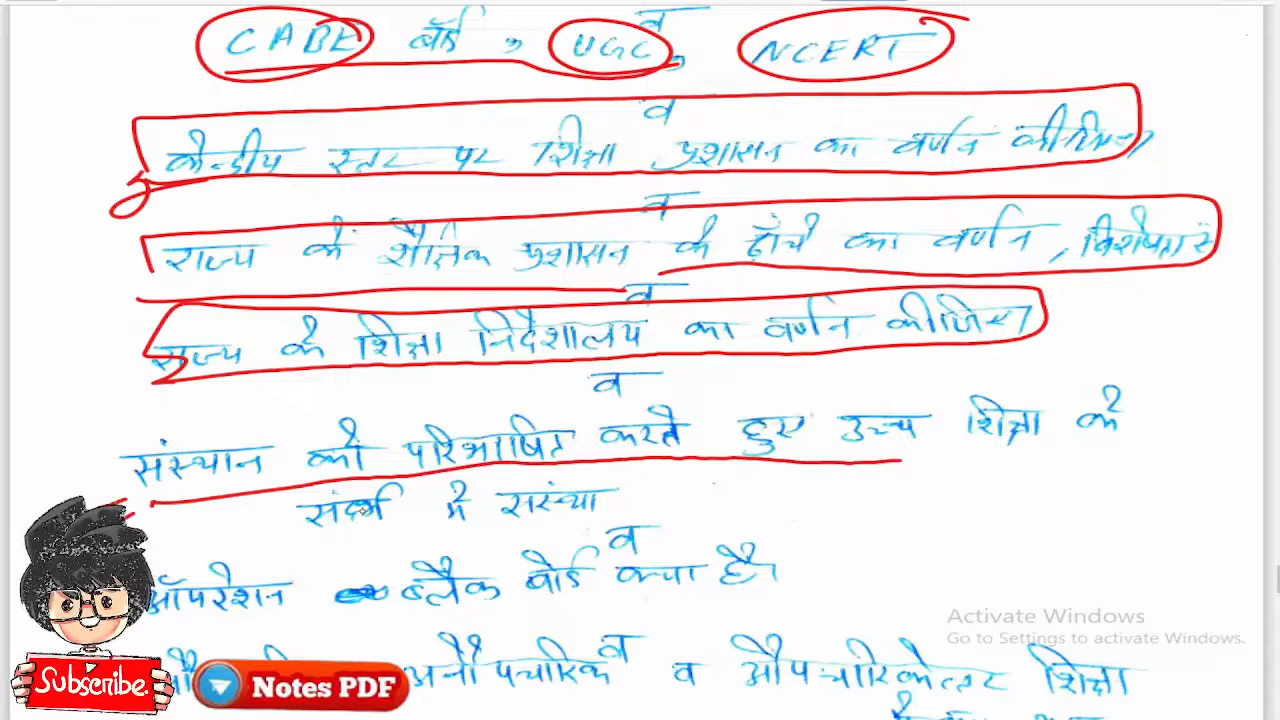 व
CABE बोर्ड, UGC, NCERT
व
केन्द्रीय स्तर पर शिक्षा प्रशासन का वर्णन कीजिए।
व
राज्य के शैक्षिक प्रशासन के ढाँचे का वर्णन, विशेषताएं
व
राज्य के शिक्षा निर्देशालय का वर्णन कीजिए।
व
संस्थान को परिभाषित करते हुए उच्च शिक्षा के
संदर्भ में संस्था
व
ऑपरेशन ब्लैक बोर्ड क्या है।
व
अनौपचारिक व औपचारिकेत्तर शिक्षा
Subscribe.
Notes PDF
Activate Windows
Go to Settings to activate Windows.